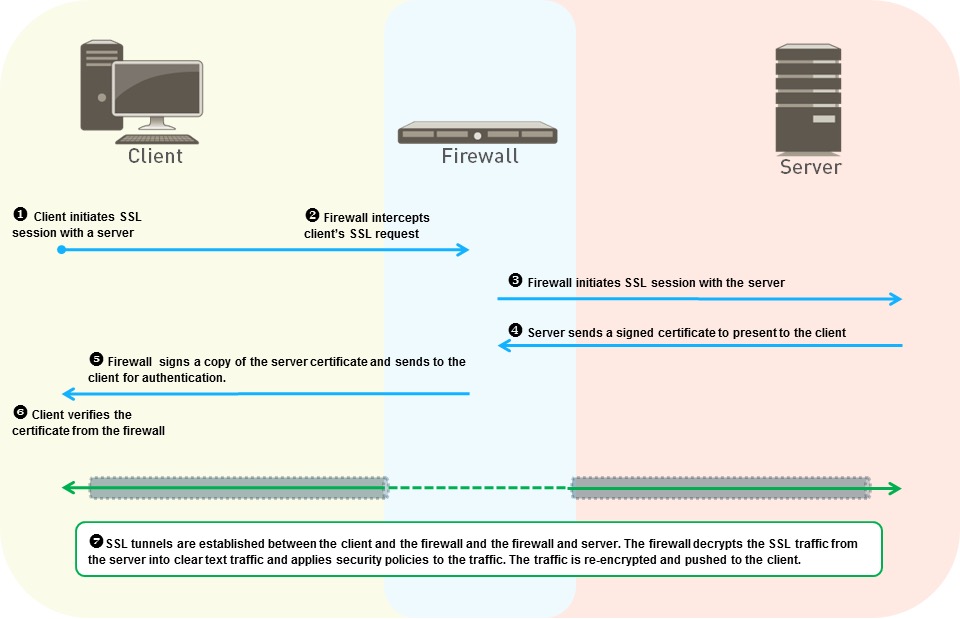 Client
Firewall
Server
❶ Client initiates SSL
session with a server
❷ Firewall intercepts
client's SSL request
❸ Firewall initiates SSL session with the server
❹ Server sends a signed certificate to present to the client
❺ Firewall signs a copy of the server certificate and sends to the
client for authentication.
❻ Client verifies the
certificate from the firewall
❼ SSL tunnels are established between the client and the firewall and the firewall and server. The firewall decrypts the SSL traffic from
the server into clear text traffic and applies security policies to the traffic. The traffic is re-encrypted and pushed to the client.